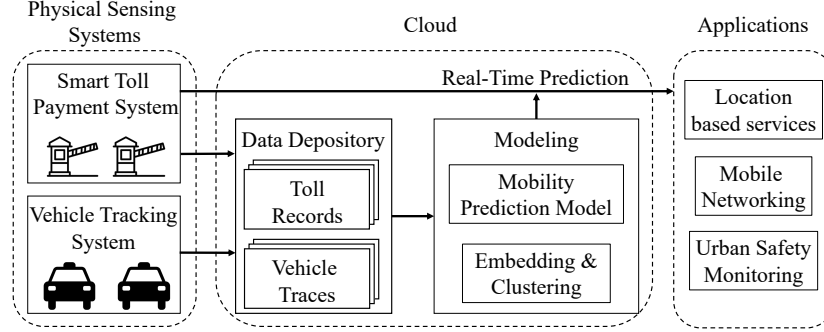 Physical Sensing
Systems
Smart Toll
Payment System
Vehicle Tracking
System
Cloud
Real-Time Prediction
Data Depository
Toll
Records
Vehicle
Traces
Modeling
Mobility
Prediction Model
Embedding &
Clustering
Applications
Location
based services
Mobile
Networking
Urban Safety
Monitoring